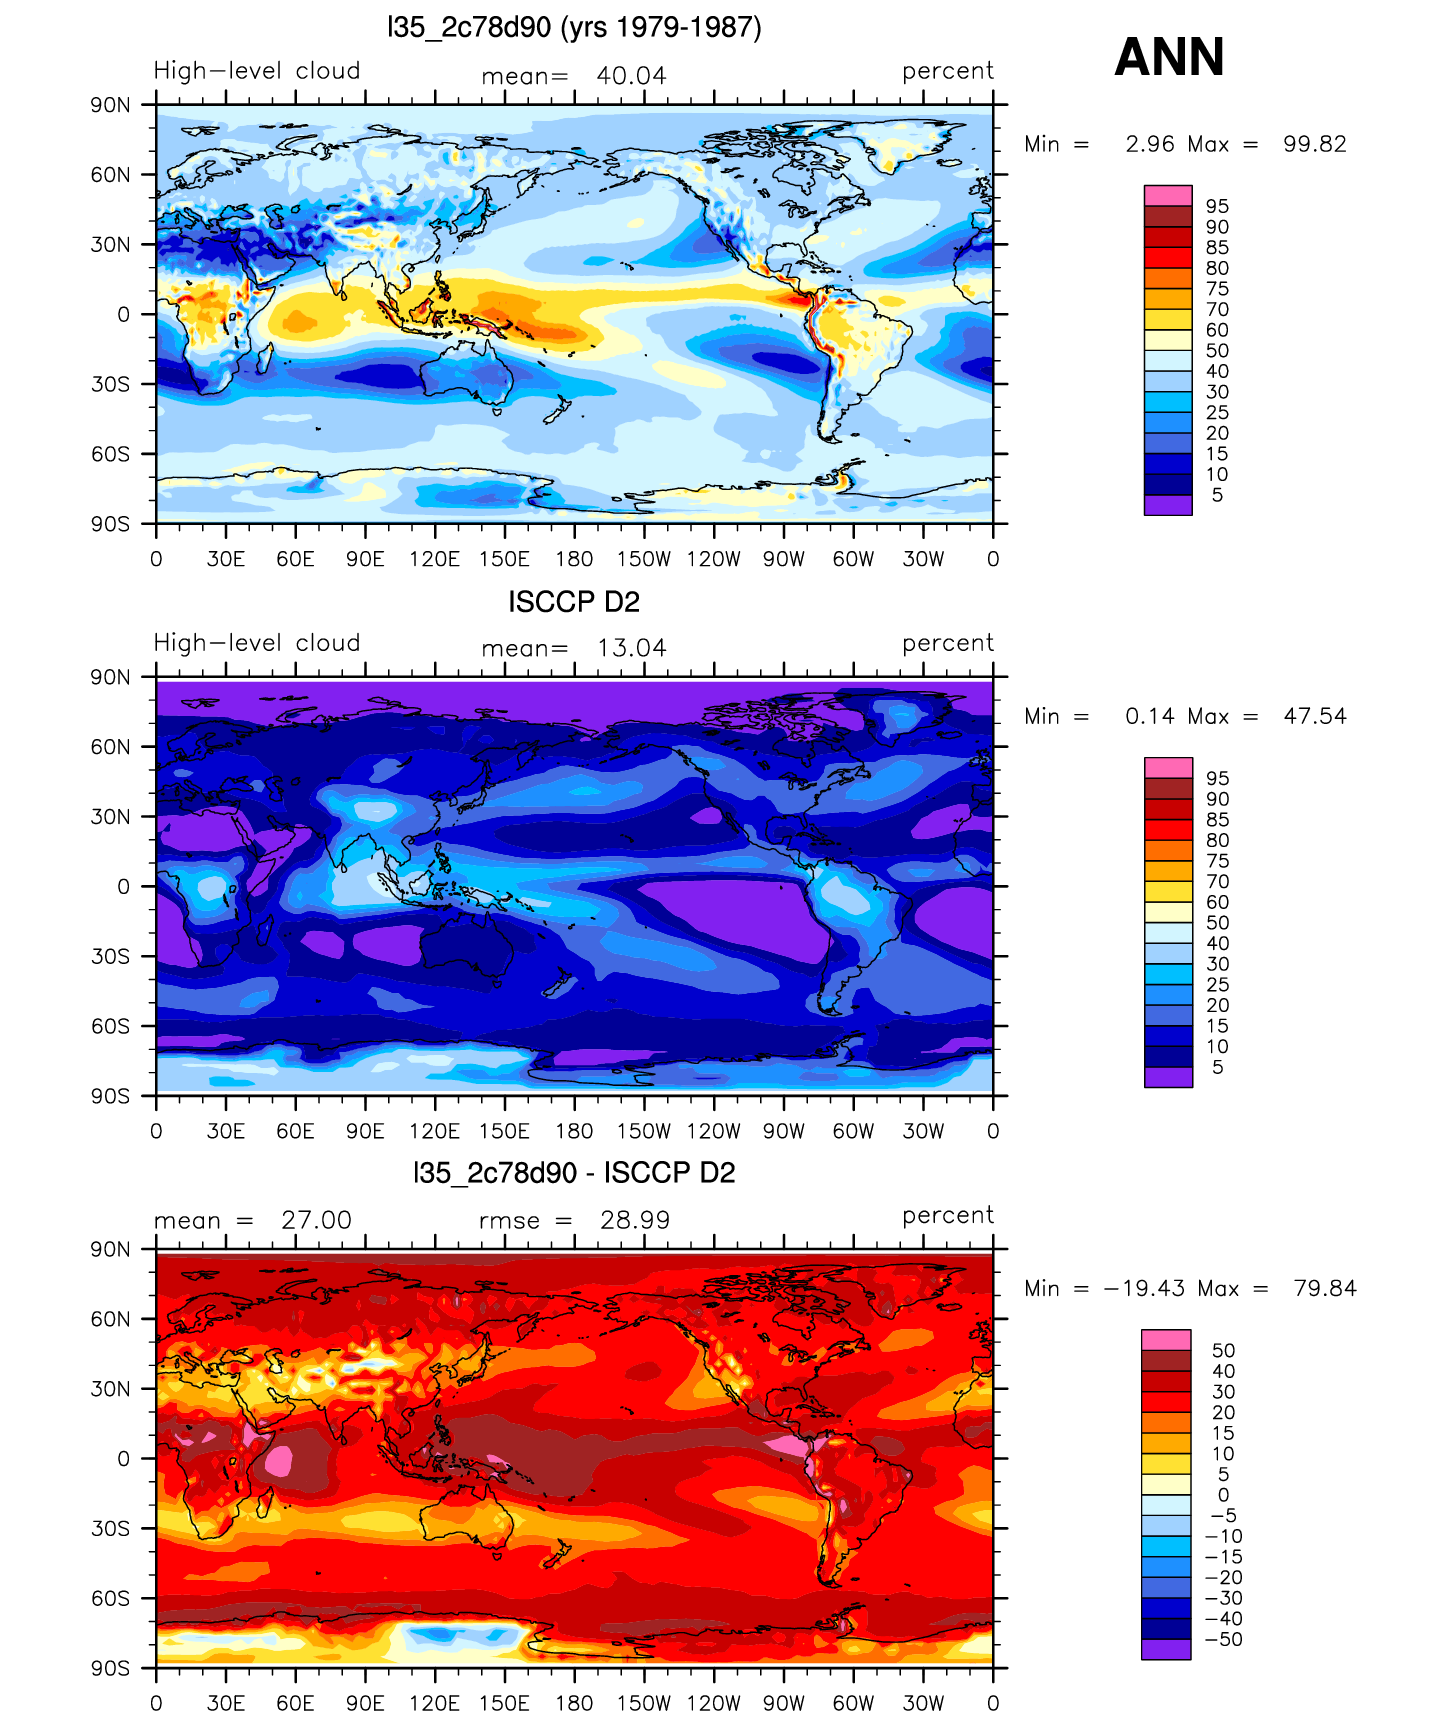 l35_2c78d90 (yrs 1979-1987)
ANN
High-level cloud mean= 40.04 percent
Min = 2.96 Max = 99.82
90N
60N
30N
0
30S
60S
90S
0 30E 60E 90E 120E 150E 180 150W 120W 90W 60W 30W 0
95
90
85
80
75
70
60
50
40
30
25
20
15
10
5
ISCCP D2
High-level cloud mean= 13.04 percent
Min = 0.14 Max = 47.54
90N
60N
30N
0
30S
60S
90S
0 30E 60E 90E 120E 150E 180 150W 120W 90W 60W 30W 0
95
90
85
80
75
70
60
50
40
30
25
20
15
10
5
l35_2c78d90 - ISCCP D2
mean = 27.00 rmse = 28.99 percent
Min = -19.43 Max = 79.84
90N
60N
30N
0
30S
60S
90S
0 30E 60E 90E 120E 150E 180 150W 120W 90W 60W 30W 0
50
40
30
20
15
10
5
0
-5
-10
-15
-20
-30
-40
-50